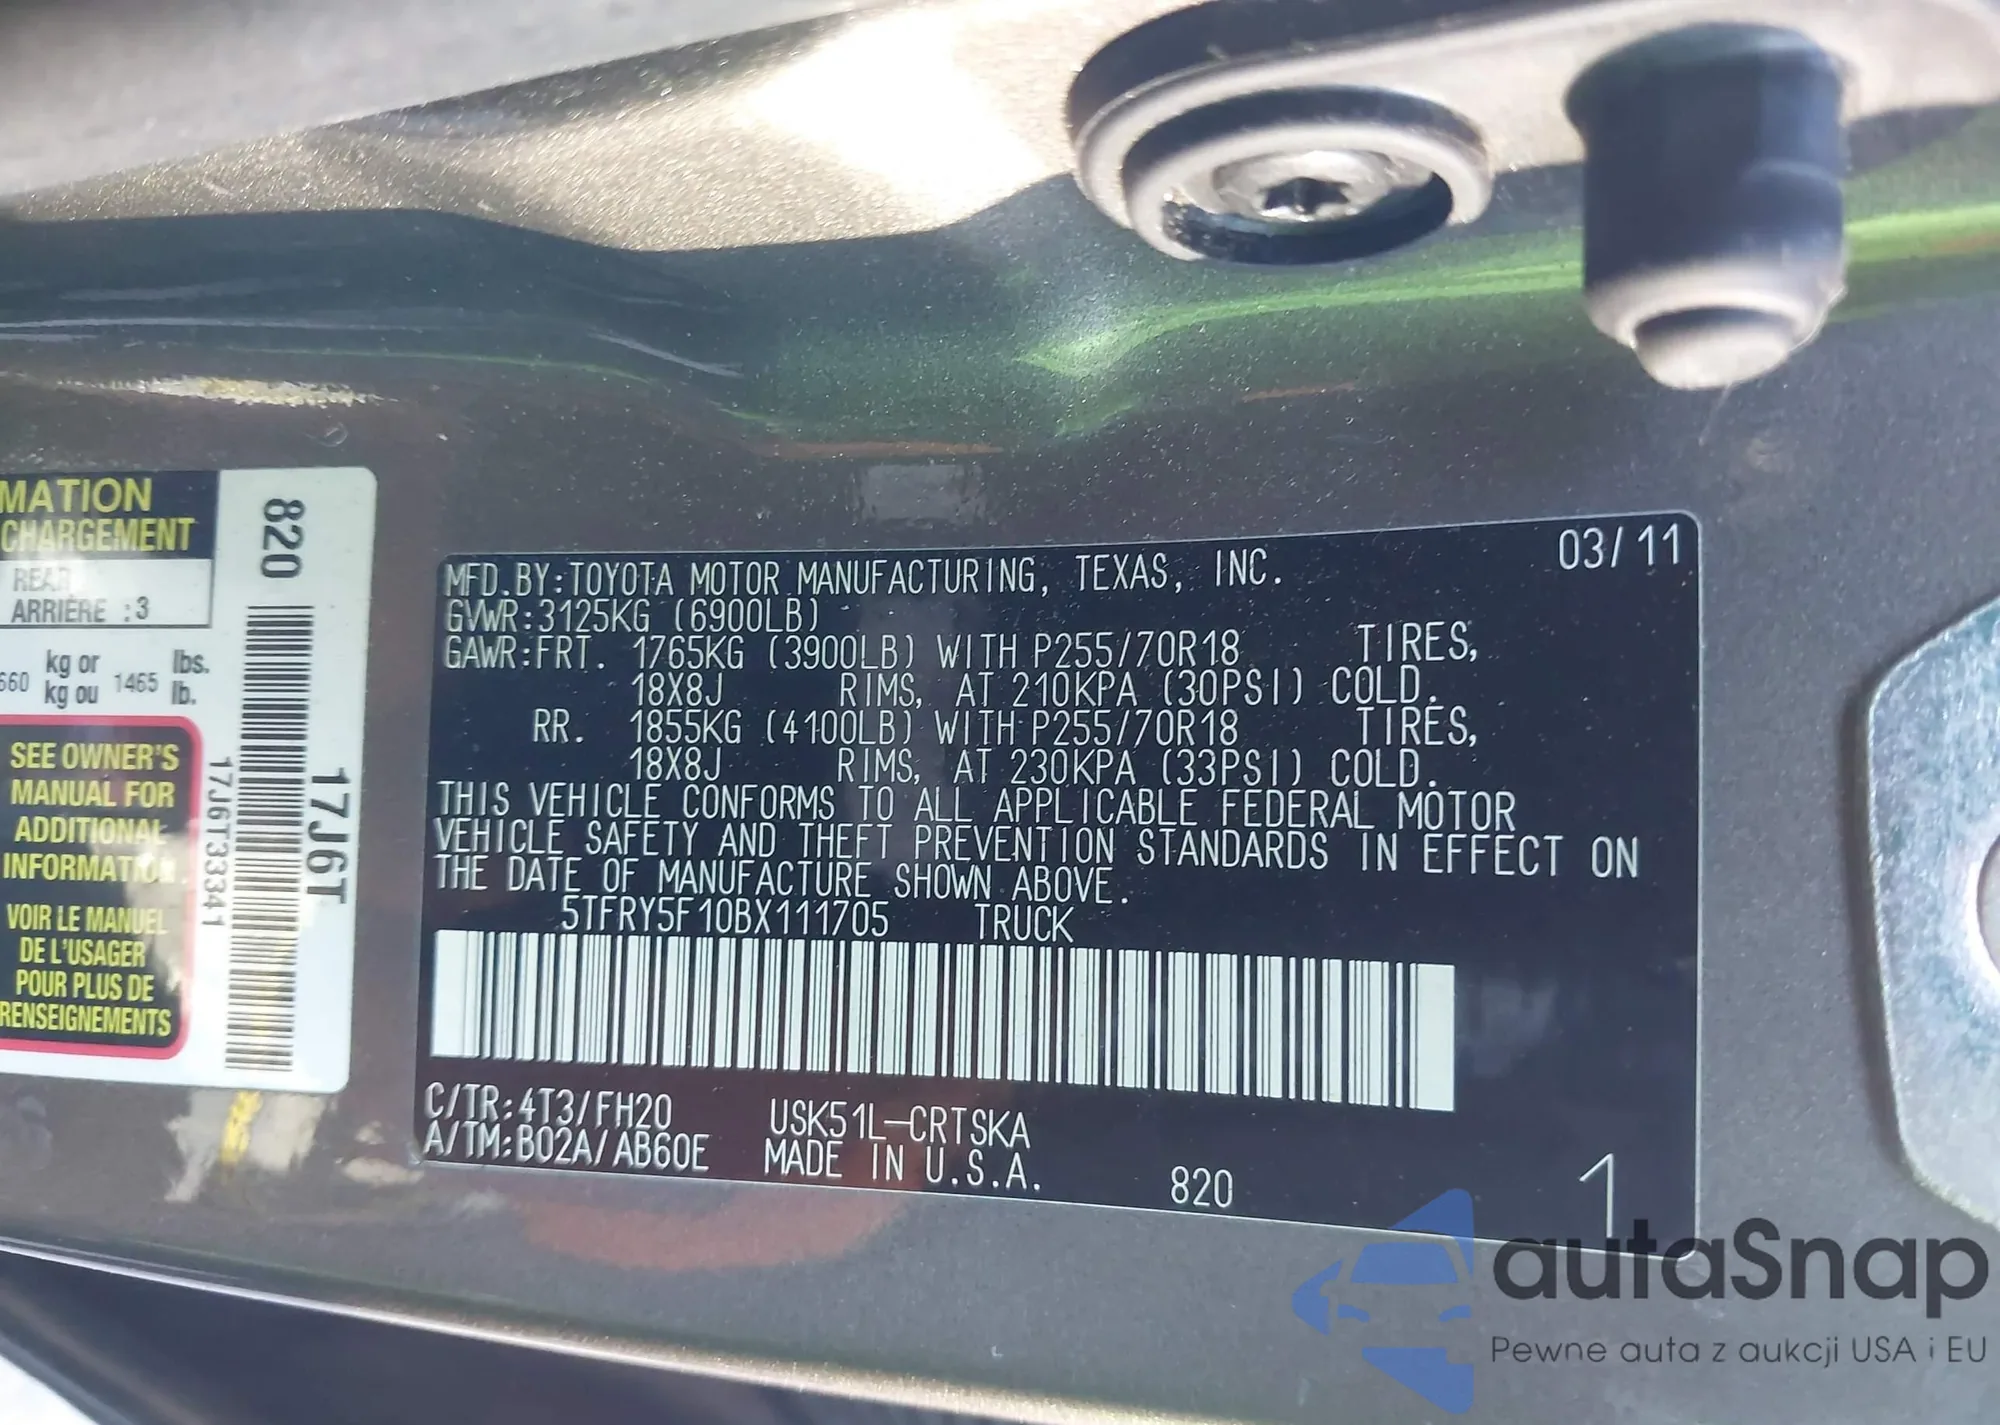 MATION
CHARGEMENT
REAR
ARRIÈRE : 3
660 kg or 1465 lbs.
kg ou lb.
SEE OWNER'S
MANUAL FOR
ADDITIONAL
INFORMATION.
VOIR LE MANUEL
DE L'USAGER
POUR PLUS DE
RENSEIGNEMENTS
820
17J6T
17J6T33341
03/11
MFD.BY:TOYOTA MOTOR MANUFACTURING, TEXAS, INC.
GVWR:3125KG (6900LB)
GAWR:FRT. 1765KG (3900LB) WITH P255/70R18 TIRES,
18X8J RIMS, AT 210KPA (30PSI) COLD.
RR. 1855KG (4100LB) WITH P255/70R18 TIRES,
18X8J RIMS, AT 230KPA (33PSI) COLD.
THIS VEHICLE CONFORMS TO ALL APPLICABLE FEDERAL MOTOR
VEHICLE SAFETY AND THEFT PREVENTION STANDARDS IN EFFECT ON
THE DATE OF MANUFACTURE SHOWN ABOVE.
5TFRY5F10BX111705 TRUCK
C/TR:4T3/FH20 USK51L-CRTSKA
A/TM:B02A/AB60E MADE IN U.S.A.
820
1
autaSnap
Pewne auta z aukcji USA i EU